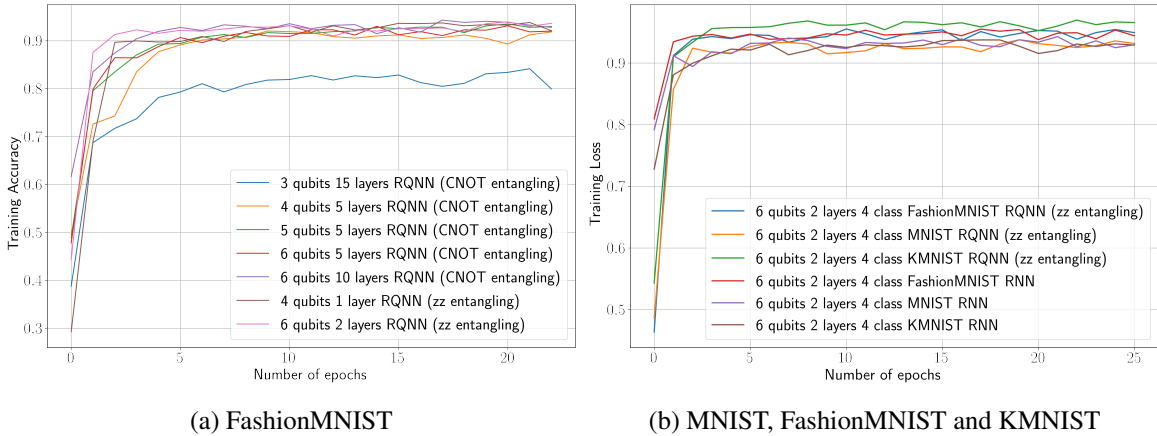 0.9
0.8
0.7
0.6
0.5
0.4
0.3
Training Accuracy
3 qubits 15 layers RQNN (CNOT entangling)
4 qubits 5 layers RQNN (CNOT entangling)
5 qubits 5 layers RQNN (CNOT entangling)
6 qubits 5 layers RQNN (CNOT entangling)
6 qubits 10 layers RQNN (CNOT entangling)
4 qubits 1 layer RQNN (zz entangling)
6 qubits 2 layers RQNN (zz entangling)
0 5 10 15 20
Number of epochs
(a) FashionMNIST
1.0
0.9
0.8
0.7
0.6
0.5
Training Loss
6 qubits 2 layers 4 class FashionMNIST RQNN (zz entangling)
6 qubits 2 layers 4 class MNIST RQNN (zz entangling)
6 qubits 2 layers 4 class KMNIST RQNN (zz entangling)
6 qubits 2 layers 4 class FashionMNIST RNN
6 qubits 2 layers 4 class MNIST RNN
6 qubits 2 layers 4 class KMNIST RNN
0 5 10 15 20 25
Number of epochs
(b) MNIST, FashionMNIST and KMNIST